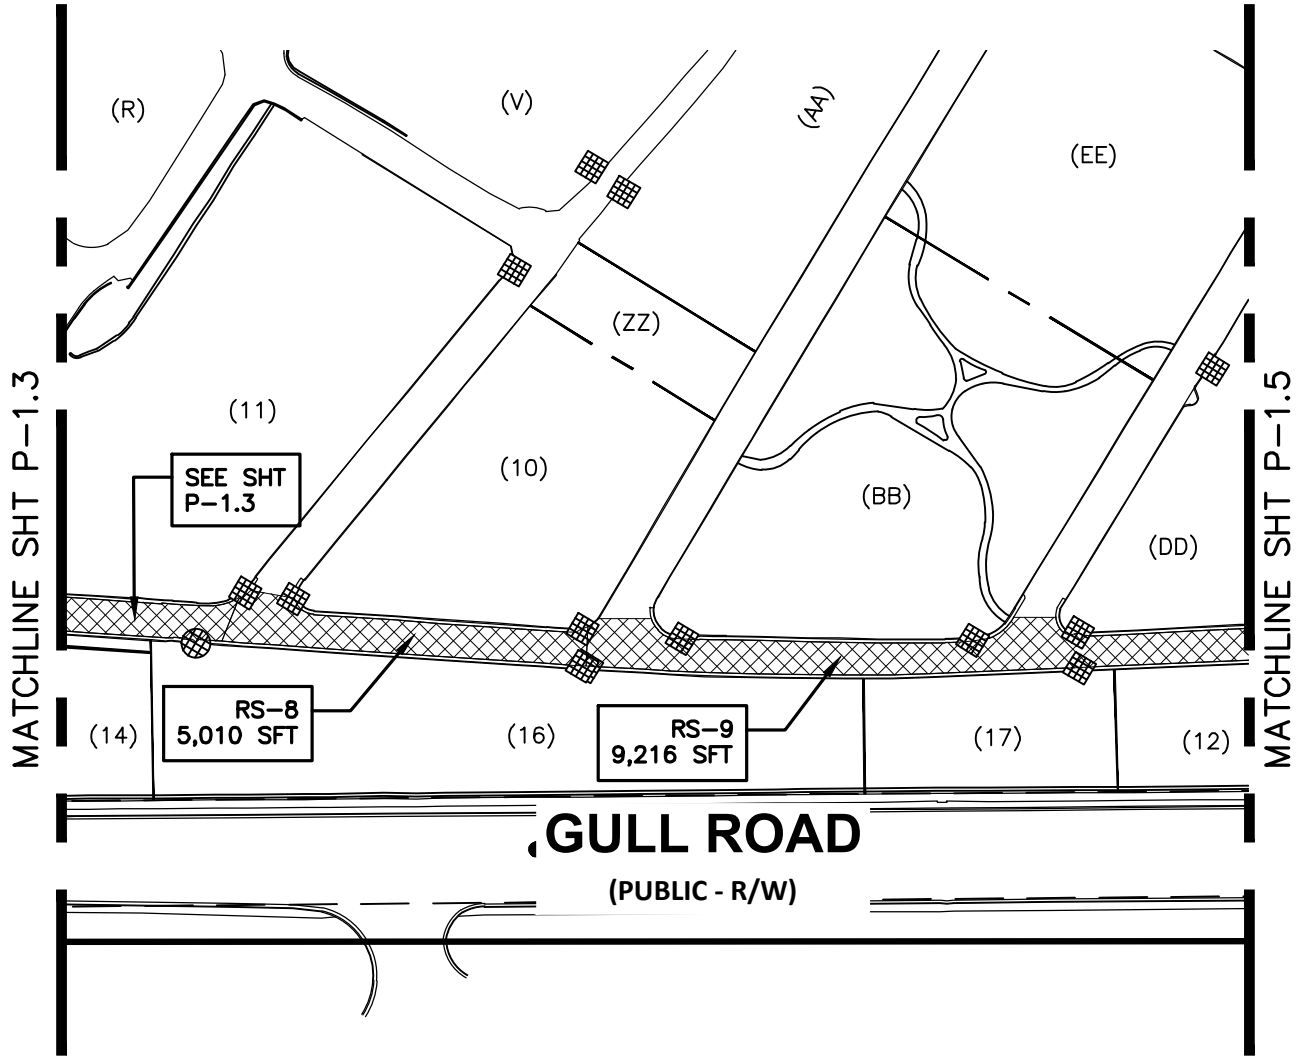 (R)
(V)
(AA)
(EE)
(ZZ)
(11)
(10)
(BB)
(DD)
SEE SHT
P-1.3
MATCHLINE SHT P-1.3
MATCHLINE SHT P-1.5
RS-8
5,010 SFT
RS-9
9,216 SFT
(14)
(16)
(17)
(12)
GULL ROAD
(PUBLIC - R/W)